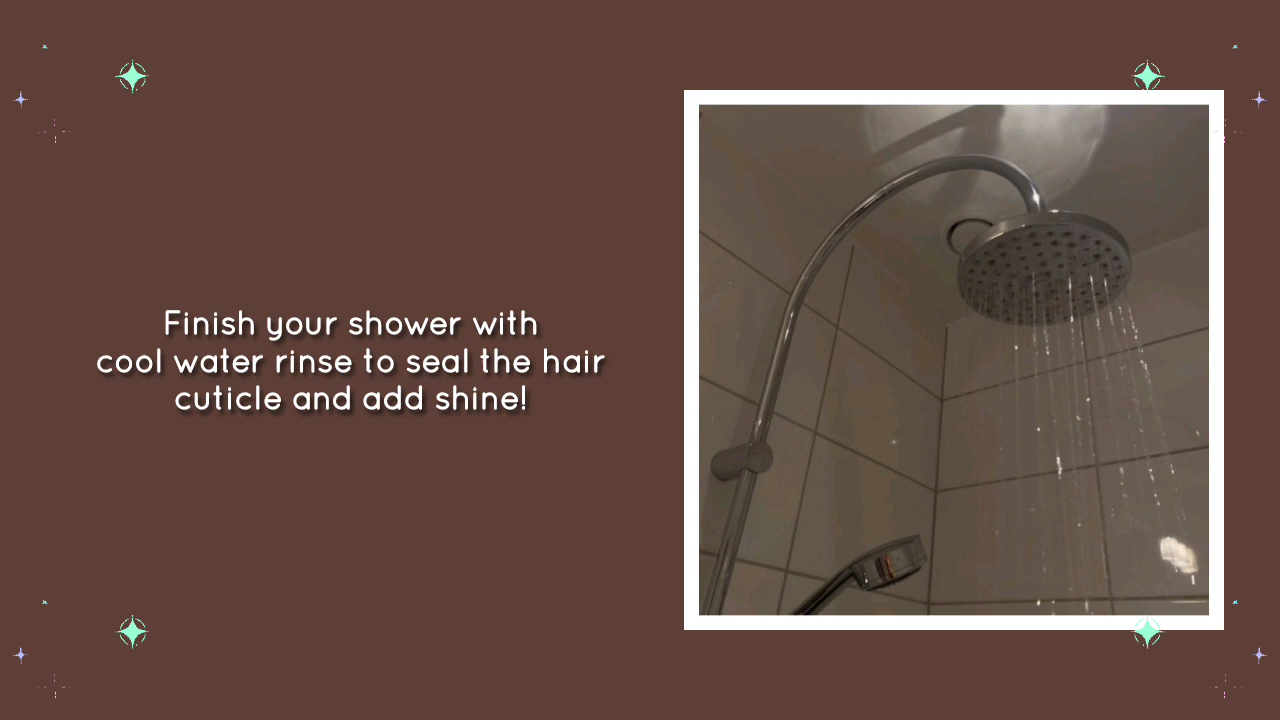 Finish your shower with
cool water rinse to seal the hair
cuticle and add shine!